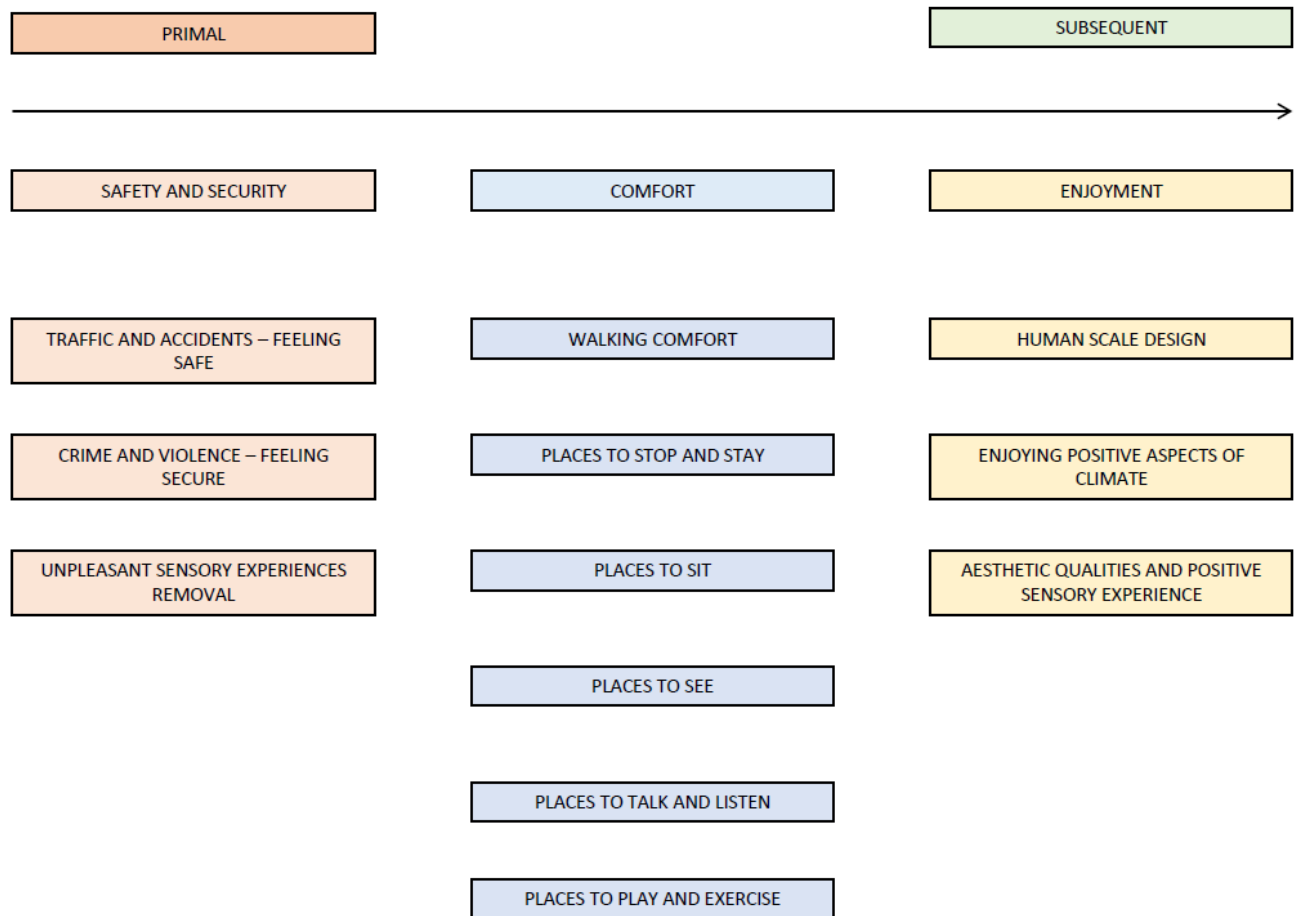 PRIMAL
SUBSEQUENT
SAFETY AND SECURITY
COMFORT
ENJOYMENT
TRAFFIC AND ACCIDENTS – FEELING
SAFE
WALKING COMFORT
HUMAN SCALE DESIGN
CRIME AND VIOLENCE – FEELING
SECURE
PLACES TO STOP AND STAY
ENJOYING POSITIVE ASPECTS OF
CLIMATE
UNPLEASANT SENSORY EXPERIENCES
REMOVAL
PLACES TO SIT
AESTHETIC QUALITIES AND POSITIVE
SENSORY EXPERIENCE
PLACES TO SEE
PLACES TO TALK AND LISTEN
PLACES TO PLAY AND EXERCISE